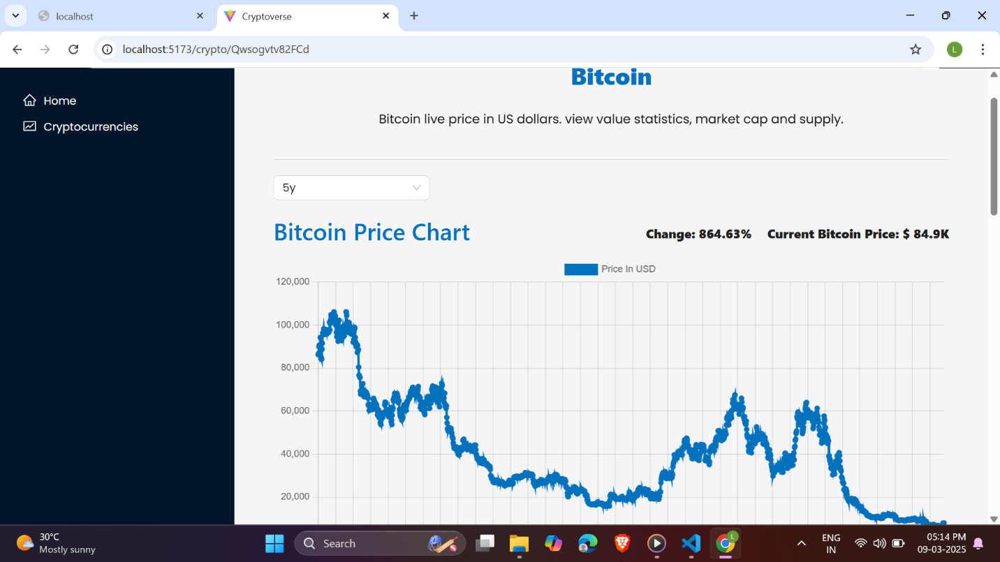 localhost
Cryptoverse
localhost:5173/crypto/Qwsogvtv82FCd
L
Home
Cryptocurrencies
Bitcoin
Bitcoin live price in US dollars. view value statistics, market cap and supply.
5y
Bitcoin Price Chart
Change: 864.63% Current Bitcoin Price: $ 84.9K
Price In USD
120,000
100,000
80,000
60,000
40,000
20,000
30°C
Mostly sunny
Search
L
ENG
IN
05:14 PM
09-03-2025